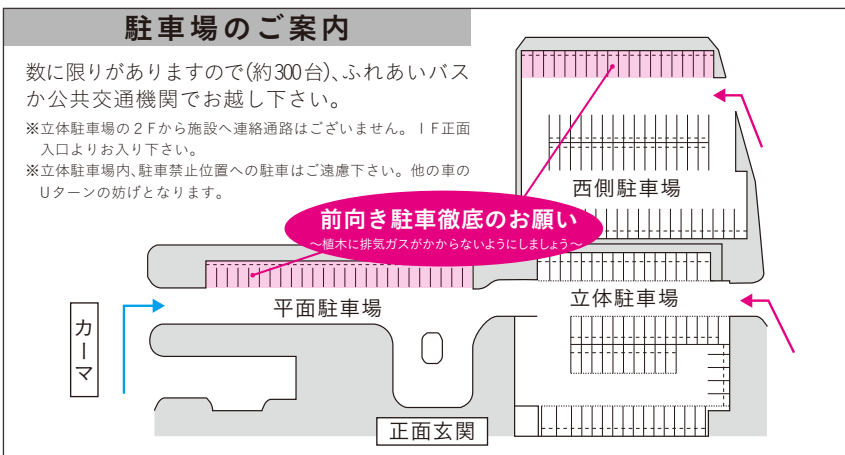 駐車場のご案内
数に限りがありますので(約300台)、ふれあいバス
か公共交通機関でお越し下さい。
※立体駐車場の2Fから施設へ連絡通路はございません。1F正面
入口よりお入り下さい。
※立体駐車場内、駐車禁止位置への駐車はご遠慮下さい。他の車の
Uターンの妨げとなります。
西側駐車場
前向き駐車徹底のお願い
〜植木に排気ガスがかからないようにしましょう〜
平面駐車場
立体駐車場
カーマ
正面玄関